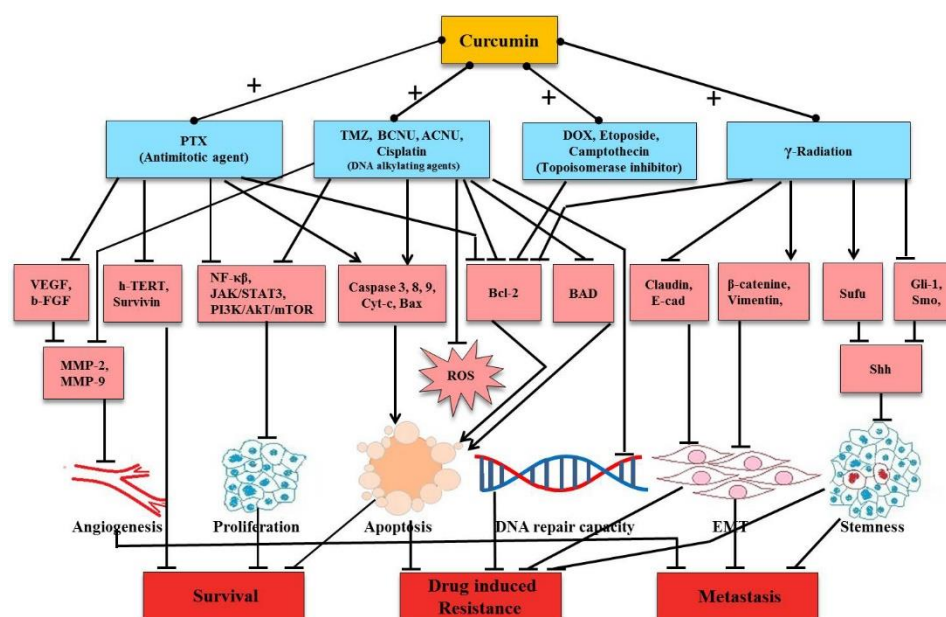 Curcumin
+
+
+
+
PTX
(Antimitotic agent)
TMZ, BCNU, ACNU,
Cisplatin
(DNA alkylating agents)
DOX, Etoposide,
Camptothecin
(Topoisomerase inhibitor)
γ-Radiation
VEGF,
b-FGF
h-TERT,
Survivin
NF-κβ,
JAK/STAT3,
PI3K/AkT/mTOR
Caspase 3, 8, 9,
Cyt-c, Bax
Bcl-2
BAD
Claudin,
E-cad
β-catenine,
Vimentin,
Sufu
Gli-1,
Smo,
MMP-2,
MMP-9
ROS
Shh
Angiogenesis
Proliferation
Apoptosis
DNA repair capacity
EMT
Stemness
Survival
Drug induced
Resistance
Metastasis